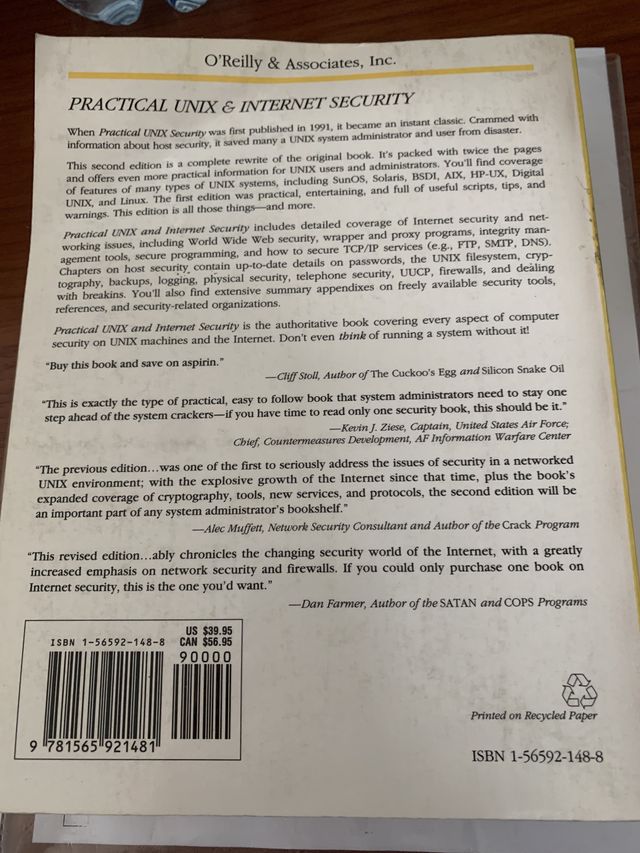 O'Reilly & Associates, Inc.
PRACTICAL UNIX & INTERNET SECURITY
When Practical UNIX Security was first published in 1991, it became an instant classic. Crammed with
information about host security, it saved many a UNIX system administrator and user from disaster.
This second edition is a complete rewrite of the original book. It's packed with twice the pages
and offers even more practical information for UNIX users and administrators. You'll find coverage
of features of many types of UNIX systems, including SunOS, Solaris, BSDI, AIX, HP-UX, Digital
UNIX, and Linux. The first edition was practical, entertaining, and full of useful scripts, tips, and
warnings. This edition is all those things—and more.
Practical UNIX and Internet Security includes detailed coverage of Internet security and net-
working issues, including World Wide Web security, wrapper and proxy programs, integrity man-
agement tools, secure programming, and how to secure TCP/IP services (e.g., FTP, SMTP, DNS).
Chapters on host security contain up-to-date details on passwords, the UNIX filesystem, cryp-
tography, backups, logging, physical security, telephone security, UUCP, firewalls, and dealing
with breakins. You'll also find extensive summary appendixes on freely available security tools,
references, and security-related organizations.
Practical UNIX and Internet Security is the authoritative book covering every aspect of computer
security on UNIX machines and the Internet. Don't even think of running a system without it!
"Buy this book and save on aspirin."
—Cliff Stoll, Author of The Cuckoo's Egg and Silicon Snake Oil
"This is exactly the type of practical, easy to follow book that system administrators need to stay one
step ahead of the system crackers—if you have time to read only one security book, this should be it."
—Kevin J. Ziese, Captain, United States Air Force;
Chief, Countermeasures Development, AF Information Warfare Center
"The previous edition...was one of the first to seriously address the issues of security in a networked
UNIX environment; with the explosive growth of the Internet since that time, plus the book's
expanded coverage of cryptography, tools, new services, and protocols, the second edition will be
an important part of any system administrator's bookshelf."
—Alec Muffett, Network Security Consultant and Author of the Crack Program
"This revised edition...ably chronicles the changing security world of the Internet, with a greatly
increased emphasis on network security and firewalls. If you could only purchase one book on
Internet security, this is the one you'd want."
—Dan Farmer, Author of the SATAN and COPS Programs
US $39.95
CAN $56.95
ISBN 1-56592-148-8
90000
9 781565 921481
Printed on Recycled Paper
ISBN 1-56592-148-8